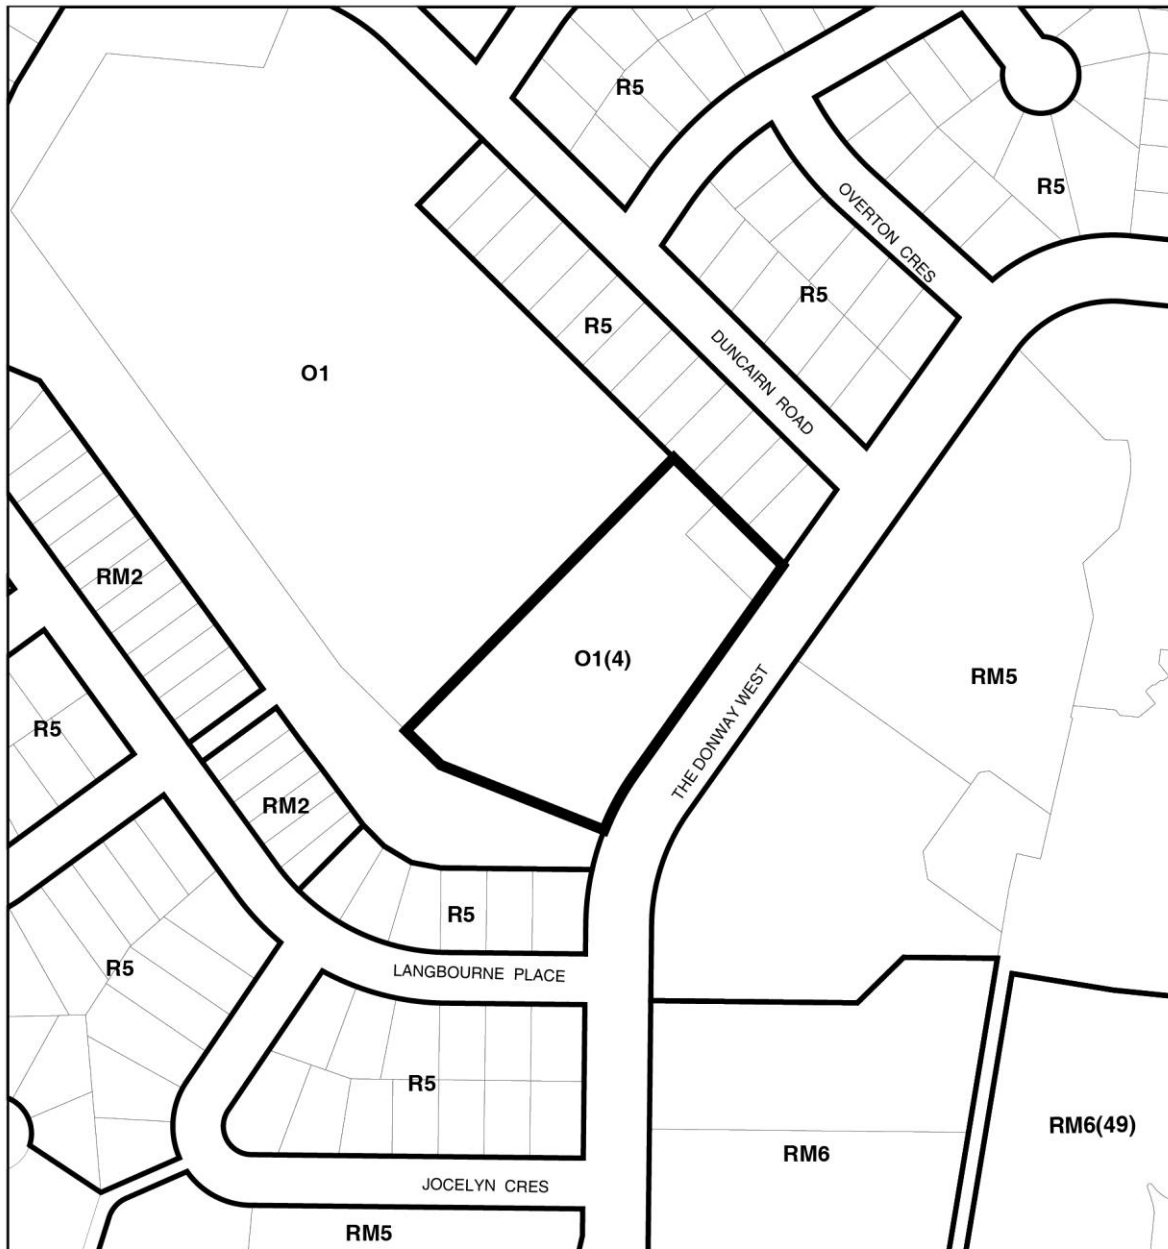 R5
R5
OVERTON CRES
R5
R5
DUNCAIRN ROAD
O1
RM2
O1(4)
RM5
THE DONWAY WEST
R5
RM2
R5
R5
LANGBOURNE PLACE
R5
RM6(49)
RM6
JOCELYN CRES
RM5